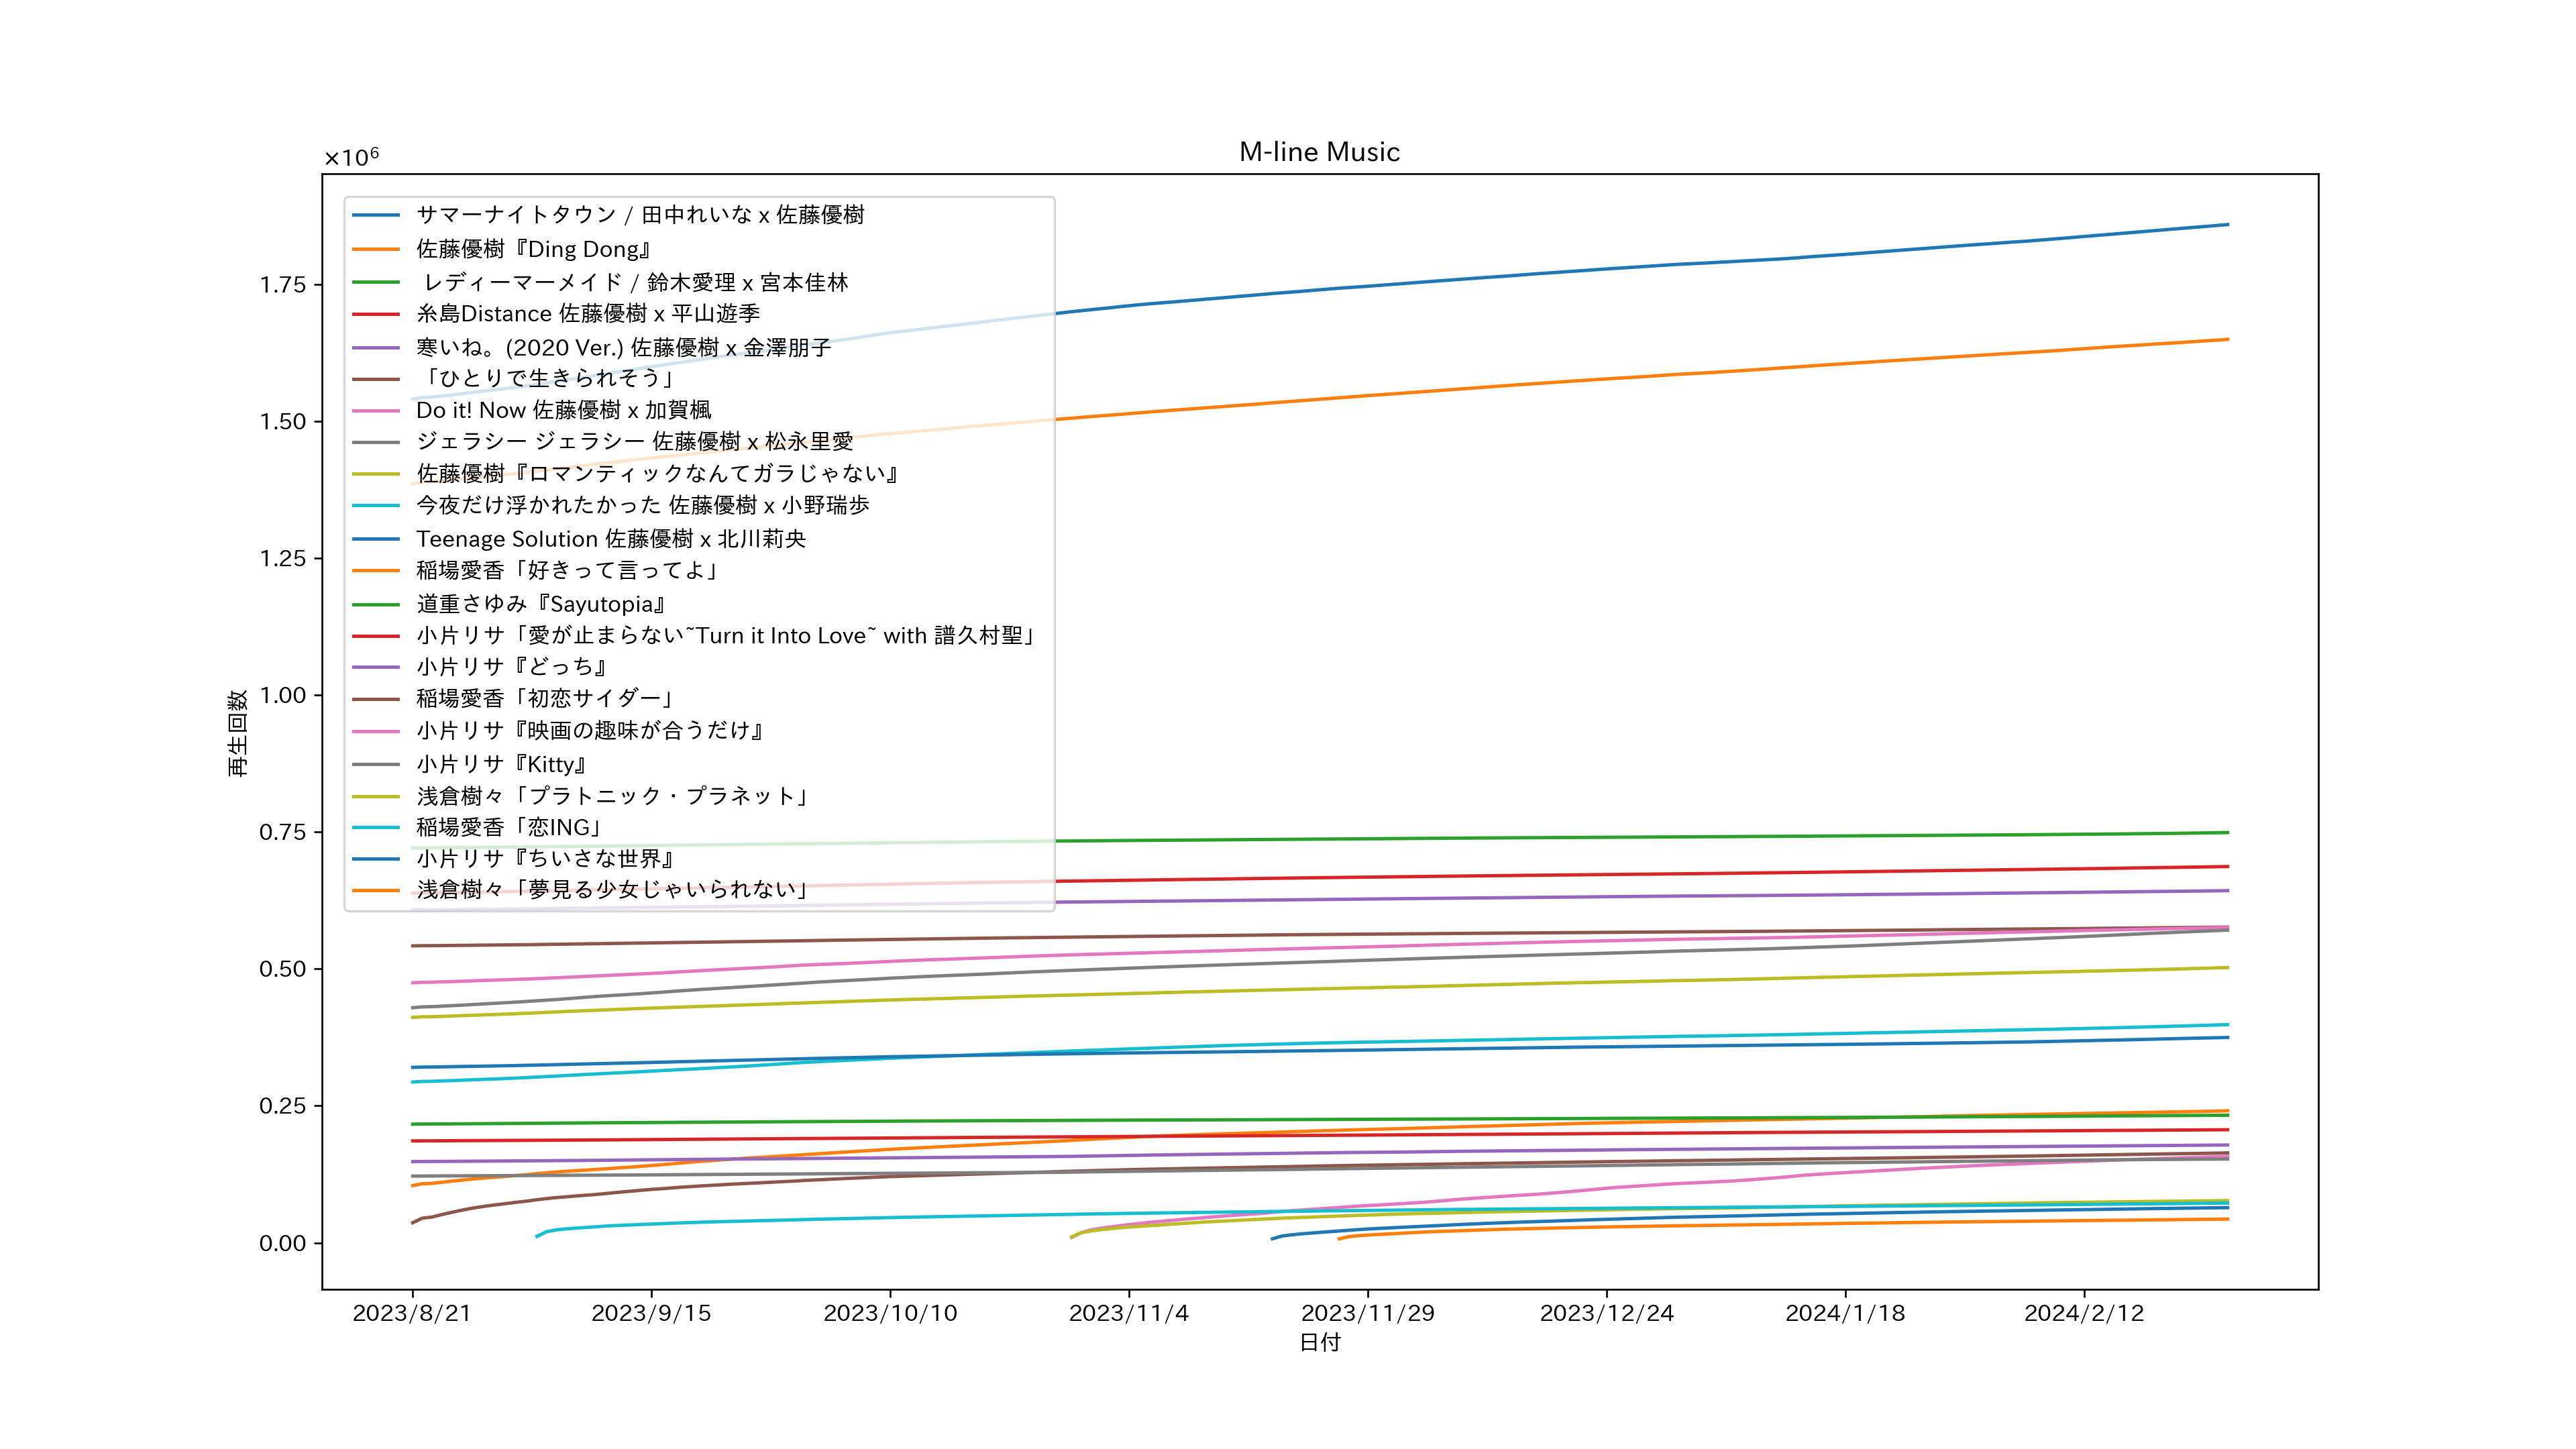 M-line Music
×10⁶
サマーナイトタウン / 田中れいな x 佐藤優樹
佐藤優樹『Ding Dong』
レディーマーメイド / 鈴木愛理 x 宮本佳林
糸島Distance 佐藤優樹 x 平山遊季
寒いね。(2020 Ver.) 佐藤優樹 x 金澤朋子
「ひとりで生きられそう」
Do it! Now 佐藤優樹 x 加賀楓
ジェラシー ジェラシー 佐藤優樹 x 松永里愛
佐藤優樹『ロマンティックなんてガラじゃない』
今夜だけ浮かれたかった 佐藤優樹 x 小野瑞歩
Teenage Solution 佐藤優樹 x 北川莉央
稲場愛香「好きって言ってよ」
道重さゆみ『Sayutopia』
小片リサ「愛が止まらない~Turn it Into Love~ with 譜久村聖」
小片リサ『どっち』
稲場愛香「初恋サイダー」
小片リサ『映画の趣味が合うだけ』
小片リサ『Kitty』
浅倉樹々「プラトニック・プラネット」
稲場愛香「恋ING」
小片リサ『ちいさな世界』
浅倉樹々「夢見る少女じゃいられない」
再生回数
1.75
1.50
1.25
1.00
0.75
0.50
0.25
0.00
2023/8/21
2023/9/15
2023/10/10
2023/11/4
2023/11/29
2023/12/24
2024/1/18
2024/2/12
日付